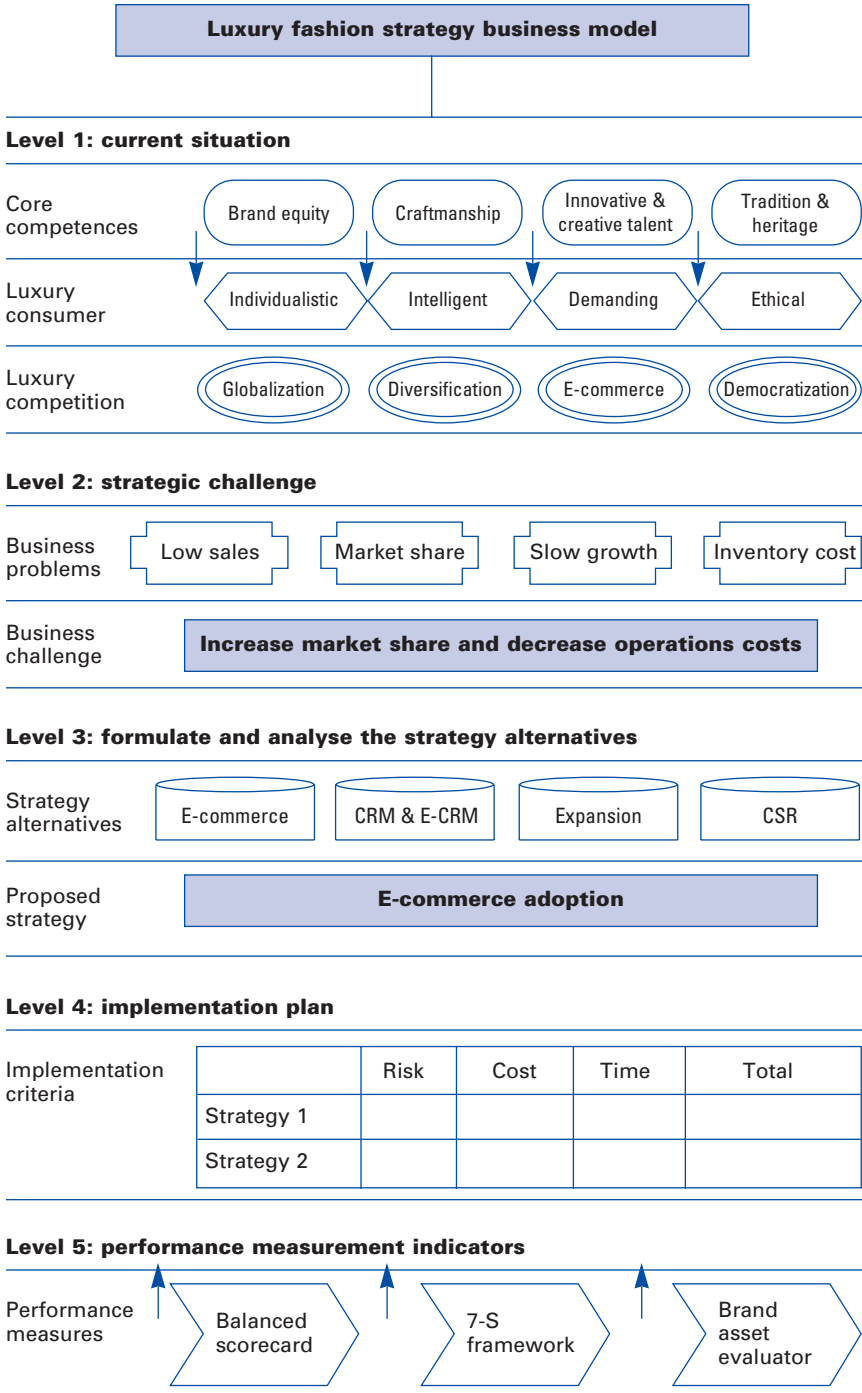 Luxury fashion strategy business model
Level 1: current situation
Core
competences
Brand equity
Craftmanship
Innovative &
creative talent
Tradition &
heritage
Luxury
consumer
Individualistic
Intelligent
Demanding
Ethical
Luxury
competition
Globalization
Diversification
E-commerce
Democratization
Level 2: strategic challenge
Business
problems
Low sales
Market share
Slow growth
Inventory cost
Business
challenge
Increase market share and decrease operations costs
Level 3: formulate and analyse the strategy alternatives
Strategy
alternatives
E-commerce
CRM & E-CRM
Expansion
CSR
Proposed
strategy
E-commerce adoption
Level 4: implementation plan
Implementation
criteria
Risk
Cost
Time
Total
Strategy 1
Strategy 2
Level 5: performance measurement indicators
Performance
measures
Balanced
scorecard
7-S
framework
Brand
asset
evaluator